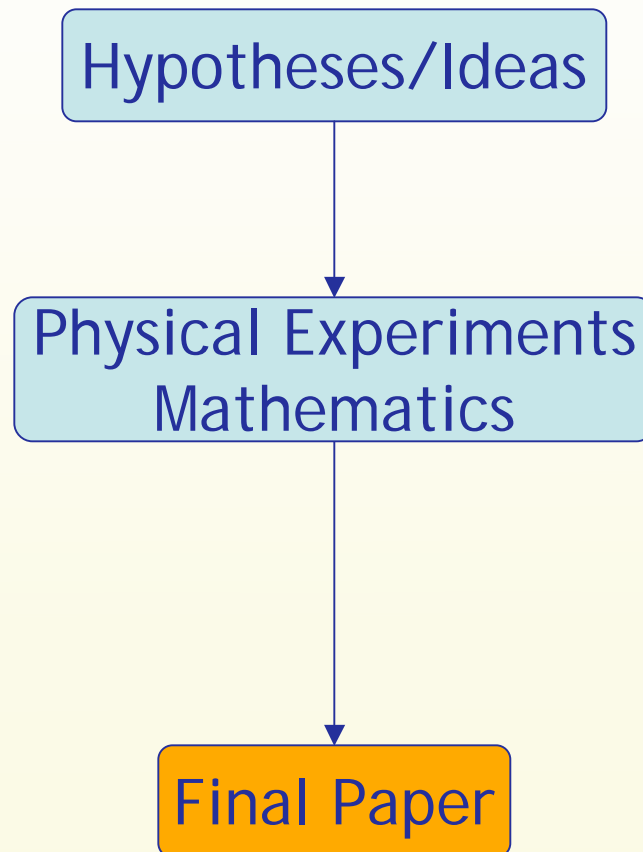 Hypotheses/Ideas
Physical Experiments
Mathematics
Final Paper